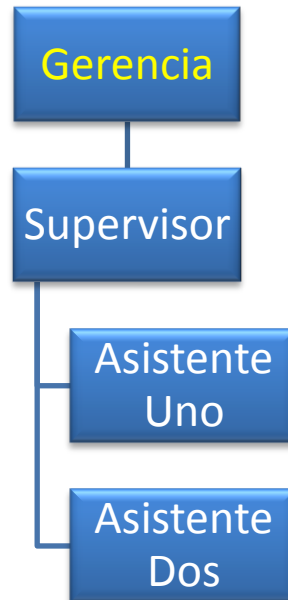 Gerencia
Supervisor
Asistente
Uno
Asistente
Dos